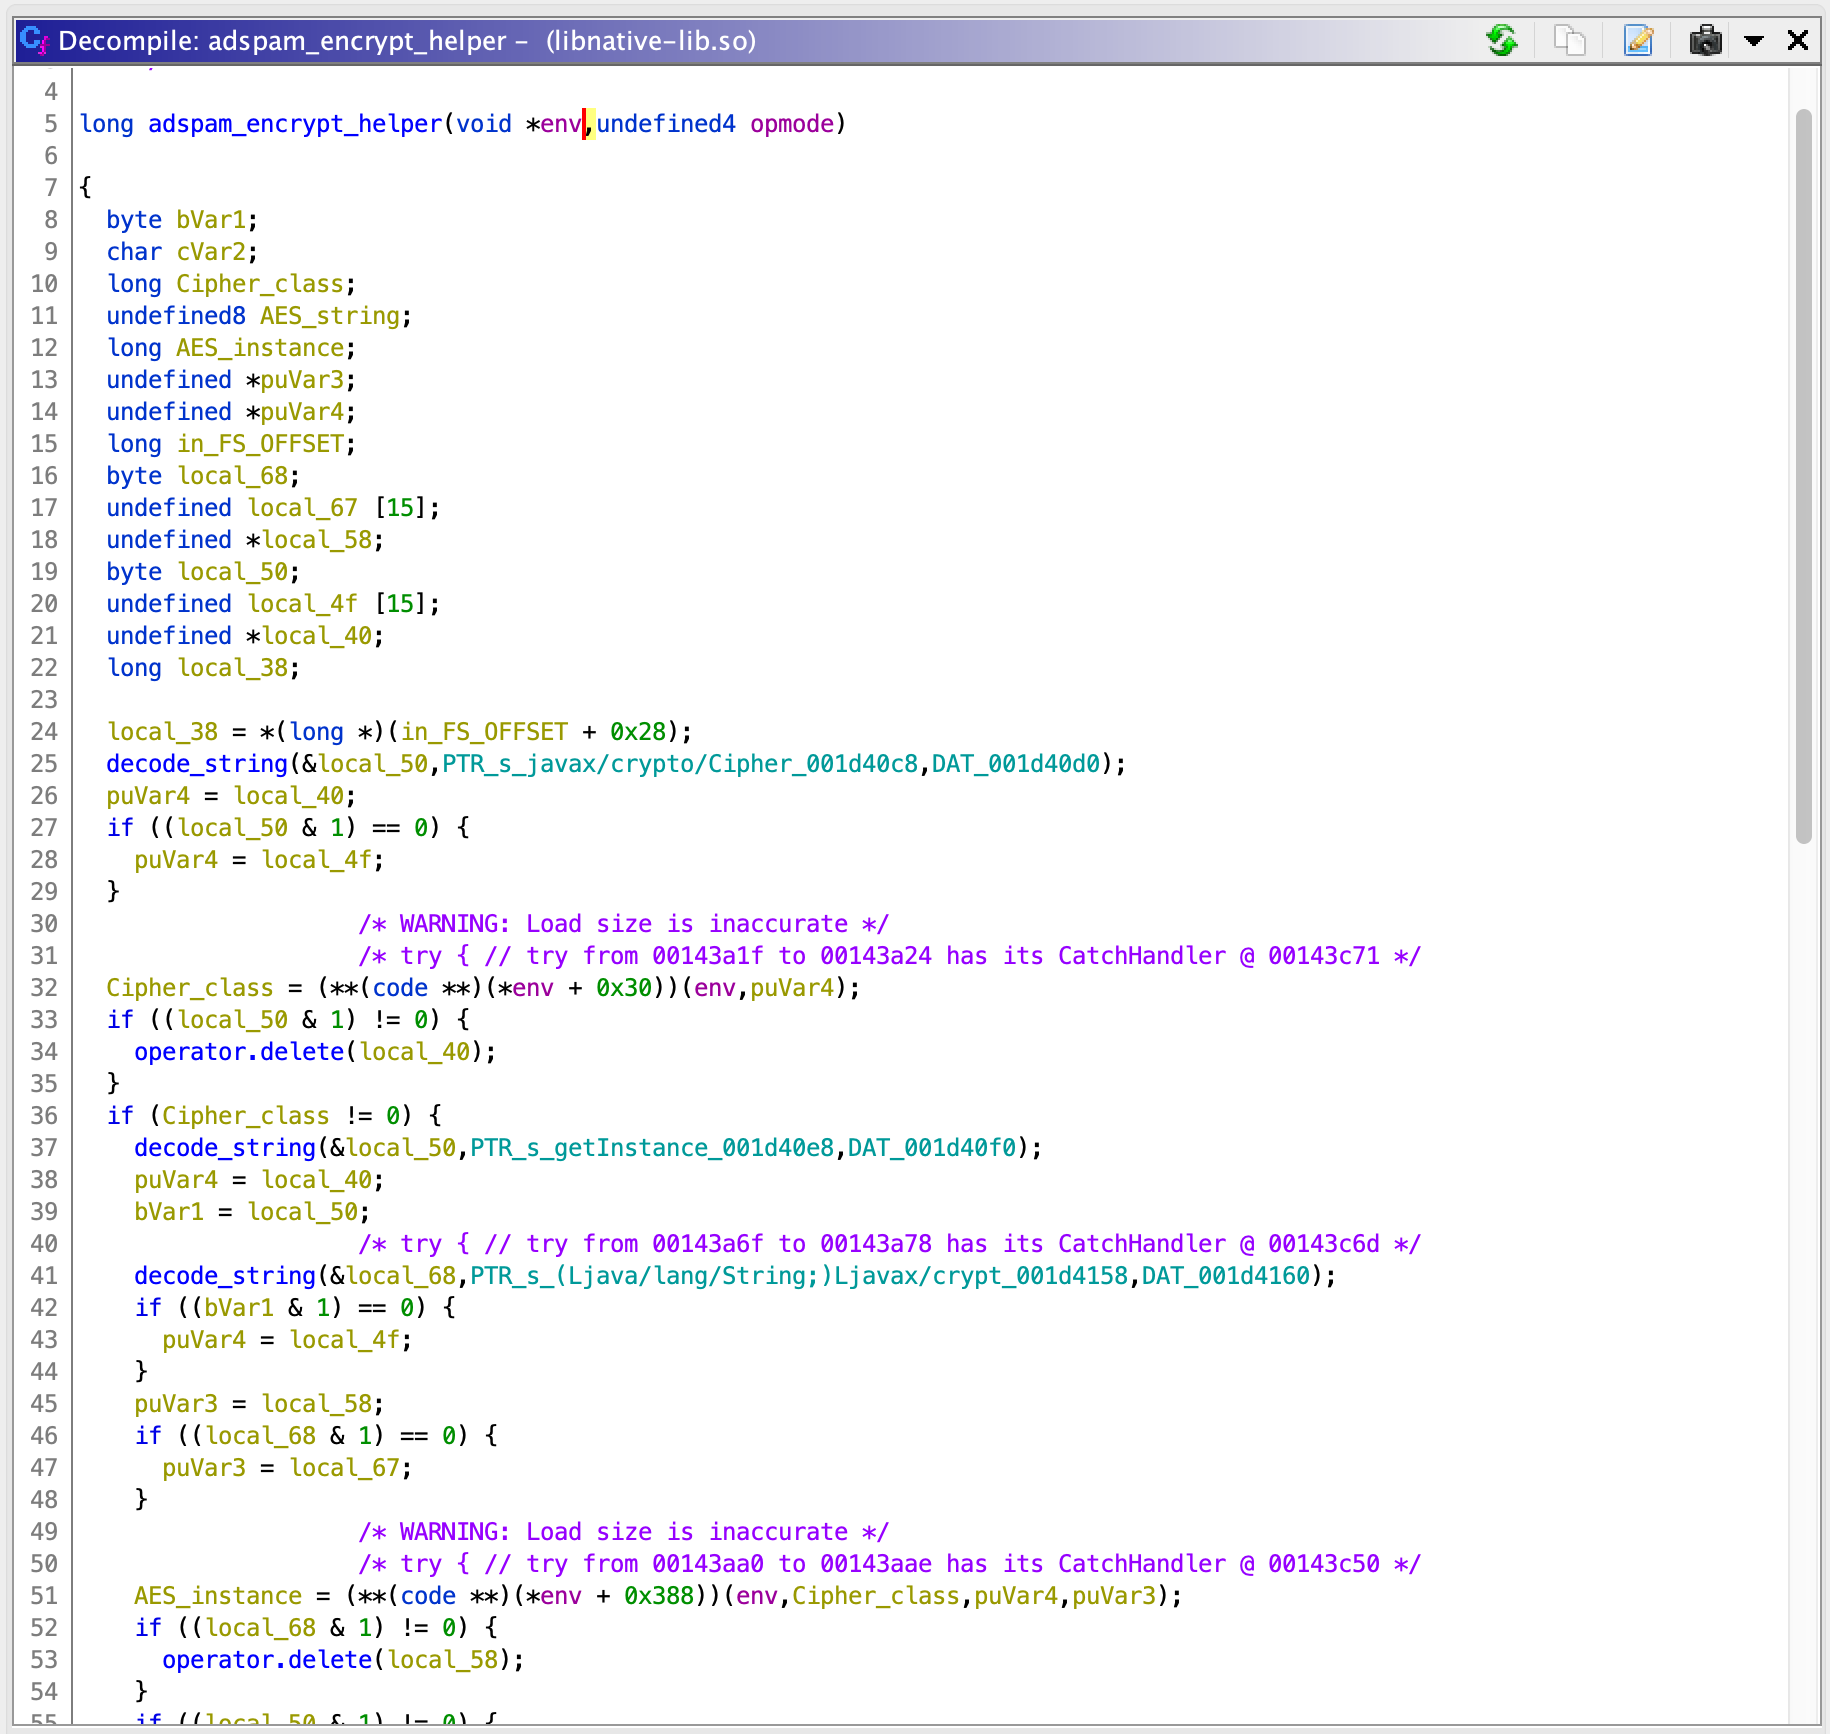 Decompile: adspam_encrypt_helper – (libnative-lib.so)
4
5 long adspam_encrypt_helper(void *env,undefined4 opmode)
6
7 {
8 byte bVar1;
9 char cVar2;
10 long Cipher_class;
11 undefined8 AES_string;
12 long AES_instance;
13 undefined *puVar3;
14 undefined *puVar4;
15 long in_FS_OFFSET;
16 byte local_68;
17 undefined local_67 [15];
18 undefined *local_58;
19 byte local_50;
20 undefined local_4f [15];
21 undefined *local_40;
22 long local_38;
23
24 local_38 = *(long *)(in_FS_OFFSET + 0x28);
25 decode_string(&local_50,PTR_s_javax/crypto/Cipher_001d40c8,DAT_001d40d0);
26 puVar4 = local_40;
27 if ((local_50 & 1) == 0) {
28 puVar4 = local_4f;
29 }
30 /* WARNING: Load size is inaccurate */
31 /* try { // try from 00143a1f to 00143a24 has its CatchHandler @ 00143c71 */
32 Cipher_class = (**(code **)(*env + 0x30))(env,puVar4);
33 if ((local_50 & 1) != 0) {
34 operator.delete(local_40);
35 }
36 if (Cipher_class != 0) {
37 decode_string(&local_50,PTR_s_getInstance_001d40e8,DAT_001d40f0);
38 puVar4 = local_40;
39 bVar1 = local_50;
40 /* try { // try from 00143a6f to 00143a78 has its CatchHandler @ 00143c6d */
41 decode_string(&local_68,PTR_s_(Ljava/lang/String;)Ljavax/crypt_001d4158,DAT_001d4160);
42 if ((bVar1 & 1) == 0) {
43 puVar4 = local_4f;
44 }
45 puVar3 = local_58;
46 if ((local_68 & 1) == 0) {
47 puVar3 = local_67;
48 }
49 /* WARNING: Load size is inaccurate */
50 /* try { // try from 00143aa0 to 00143aae has its CatchHandler @ 00143c50 */
51 AES_instance = (**(code **)(*env + 0x388))(env,Cipher_class,puVar4,puVar3);
52 if ((local_68 & 1) != 0) {
53 operator.delete(local_58);
54 }
55 if ((local_50 & 1) != 0) {